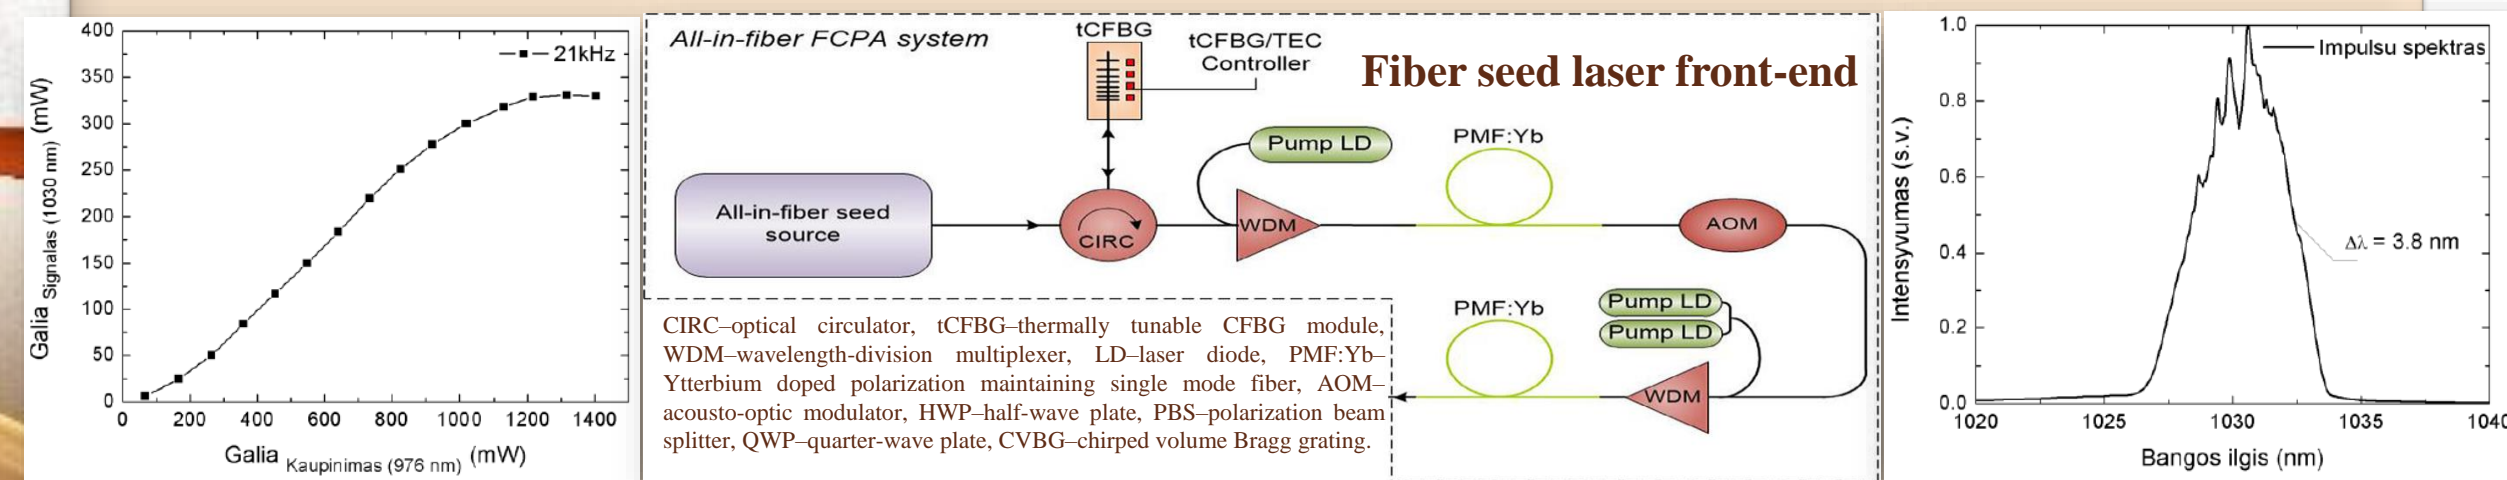 400
350
300
250
200
150
100
50
0
0 200 400 600 800 1000 1200 1400
21kHz
Galia Signalas (1030 nm) (mW)
Galia Kaupinimas (976 nm) (mW)
All-in-fiber FCPA system
tCFBG
tCFBG/TEC
Controller
Fiber seed laser front-end
Pump LD
PMF:Yb
All-in-fiber seed
source
CIRC
WDM
AOM
PMF:Yb
Pump LD
Pump LD
WDM
CIRC–optical circulator, tCFBG–thermally tunable CFBG module,
WDM–wavelength-division multiplexer, LD–laser diode, PMF:Yb–
Ytterbium doped polarization maintaining single mode fiber, AOM–
acousto-optic modulator, HWP–half-wave plate, PBS–polarization beam
splitter, QWP–quarter-wave plate, CVBG–chirped volume Bragg grating.
1.0
0.8
0.6
0.4
0.2
0.0
1020 1025 1030 1035 1040
Impulsu spektras
Δλ = 3.8 nm
Intensyvumas (s.v.)
Bangos ilgis (nm)